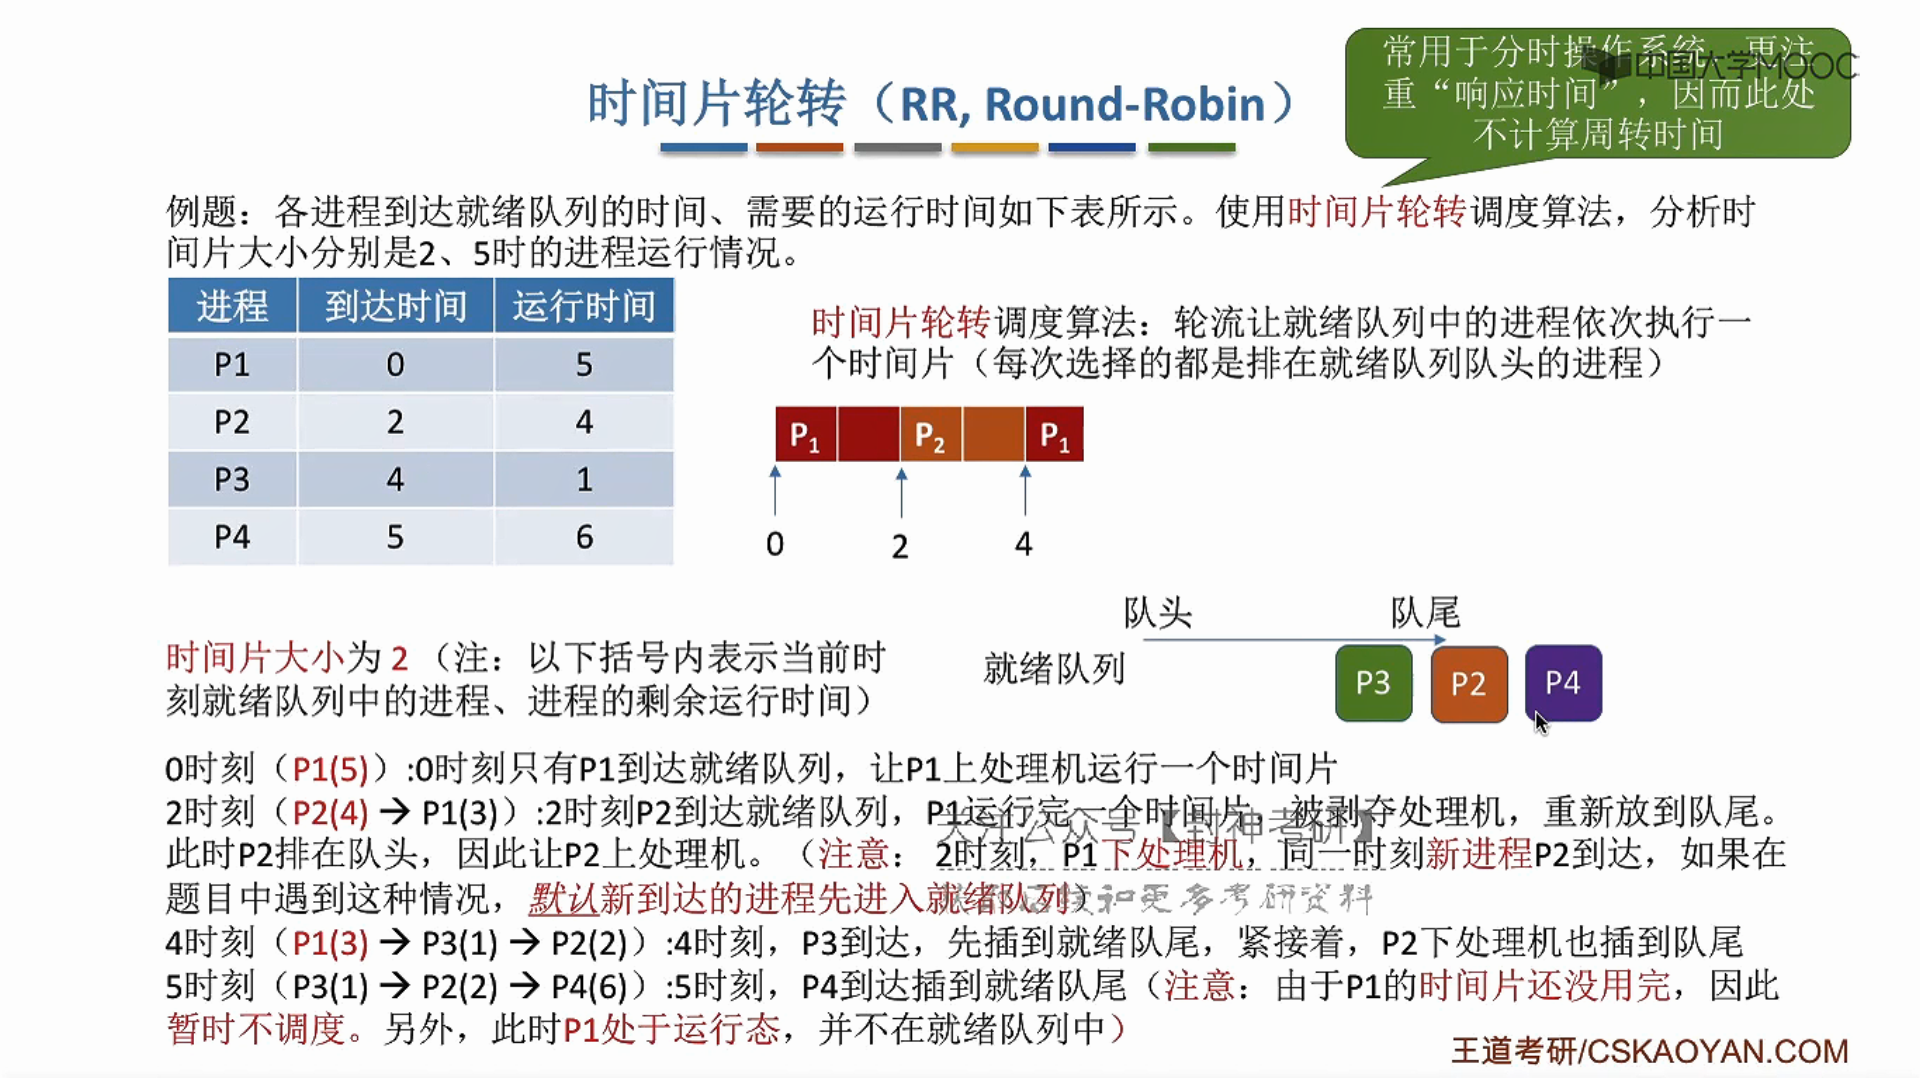 常用于分时操作系统，更注
重“响应时间”，因而此处
不计算周转时间
中国大学MOOC
时间片轮转（RR, Round-Robin）
例题：各进程到达就绪队列的时间、需要的运行时间如下表所示。使用时间片轮转调度算法，分析时
间片大小分别是2、5时的进程运行情况。
进程 到达时间 运行时间
P1 0 5
P2 2 4
P3 4 1
P4 5 6
时间片轮转调度算法：轮流让就绪队列中的进程依次执行一
个时间片（每次选择的都是排在就绪队列队头的进程）
P1 P2 P1
0 2 4
队头 队尾
就绪队列 P3 P2 P4
时间片大小为 2（注：以下括号内表示当前时
刻就绪队列中的进程、进程的剩余运行时间）
0时刻（P1(5)）:0时刻只有P1到达就绪队列，让P1上处理机运行一个时间片
2时刻（P2(4) → P1(3)）:2时刻P2到达就绪队列，P1运行完一个时间片，被剥夺处理机，重新放到队尾。
此时P2排在队头，因此让P2上处理机。（注意： 2时刻，P1下处理机，同一时刻新进程P2到达，如果在
题目中遇到这种情况，默认新到达的进程先进入就绪队列）
4时刻（P1(3) → P3(1) → P2(2)）:4时刻，P3到达，先插到就绪队尾，紧接着，P2下处理机也插到队尾
5时刻（P3(1) → P2(2) → P4(6)）:5时刻，P4到达插到就绪队尾（注意：由于P1的时间片还没用完，因此
暂时不调度。另外，此时P1处于运行态，并不在就绪队列中）
公众号【封神考研】
和更多考研资料
王道考研/CSKAOYAN.COM